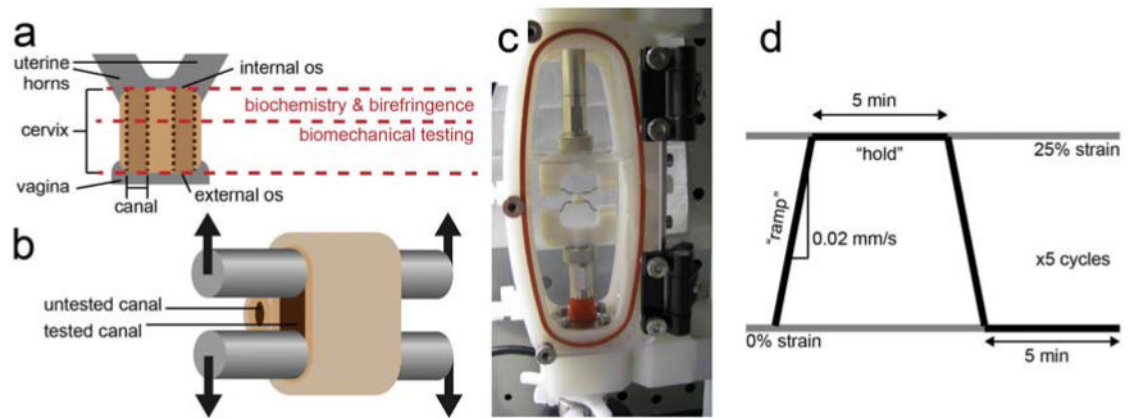 a
uterine
horns
internal os
biochemistry & birefringence
cervix
biomechanical testing
vagina
external os
canal
b
untested canal
tested canal
c
d
5 min
"hold"
25% strain
"ramp"
0.02 mm/s
x5 cycles
0% strain
5 min